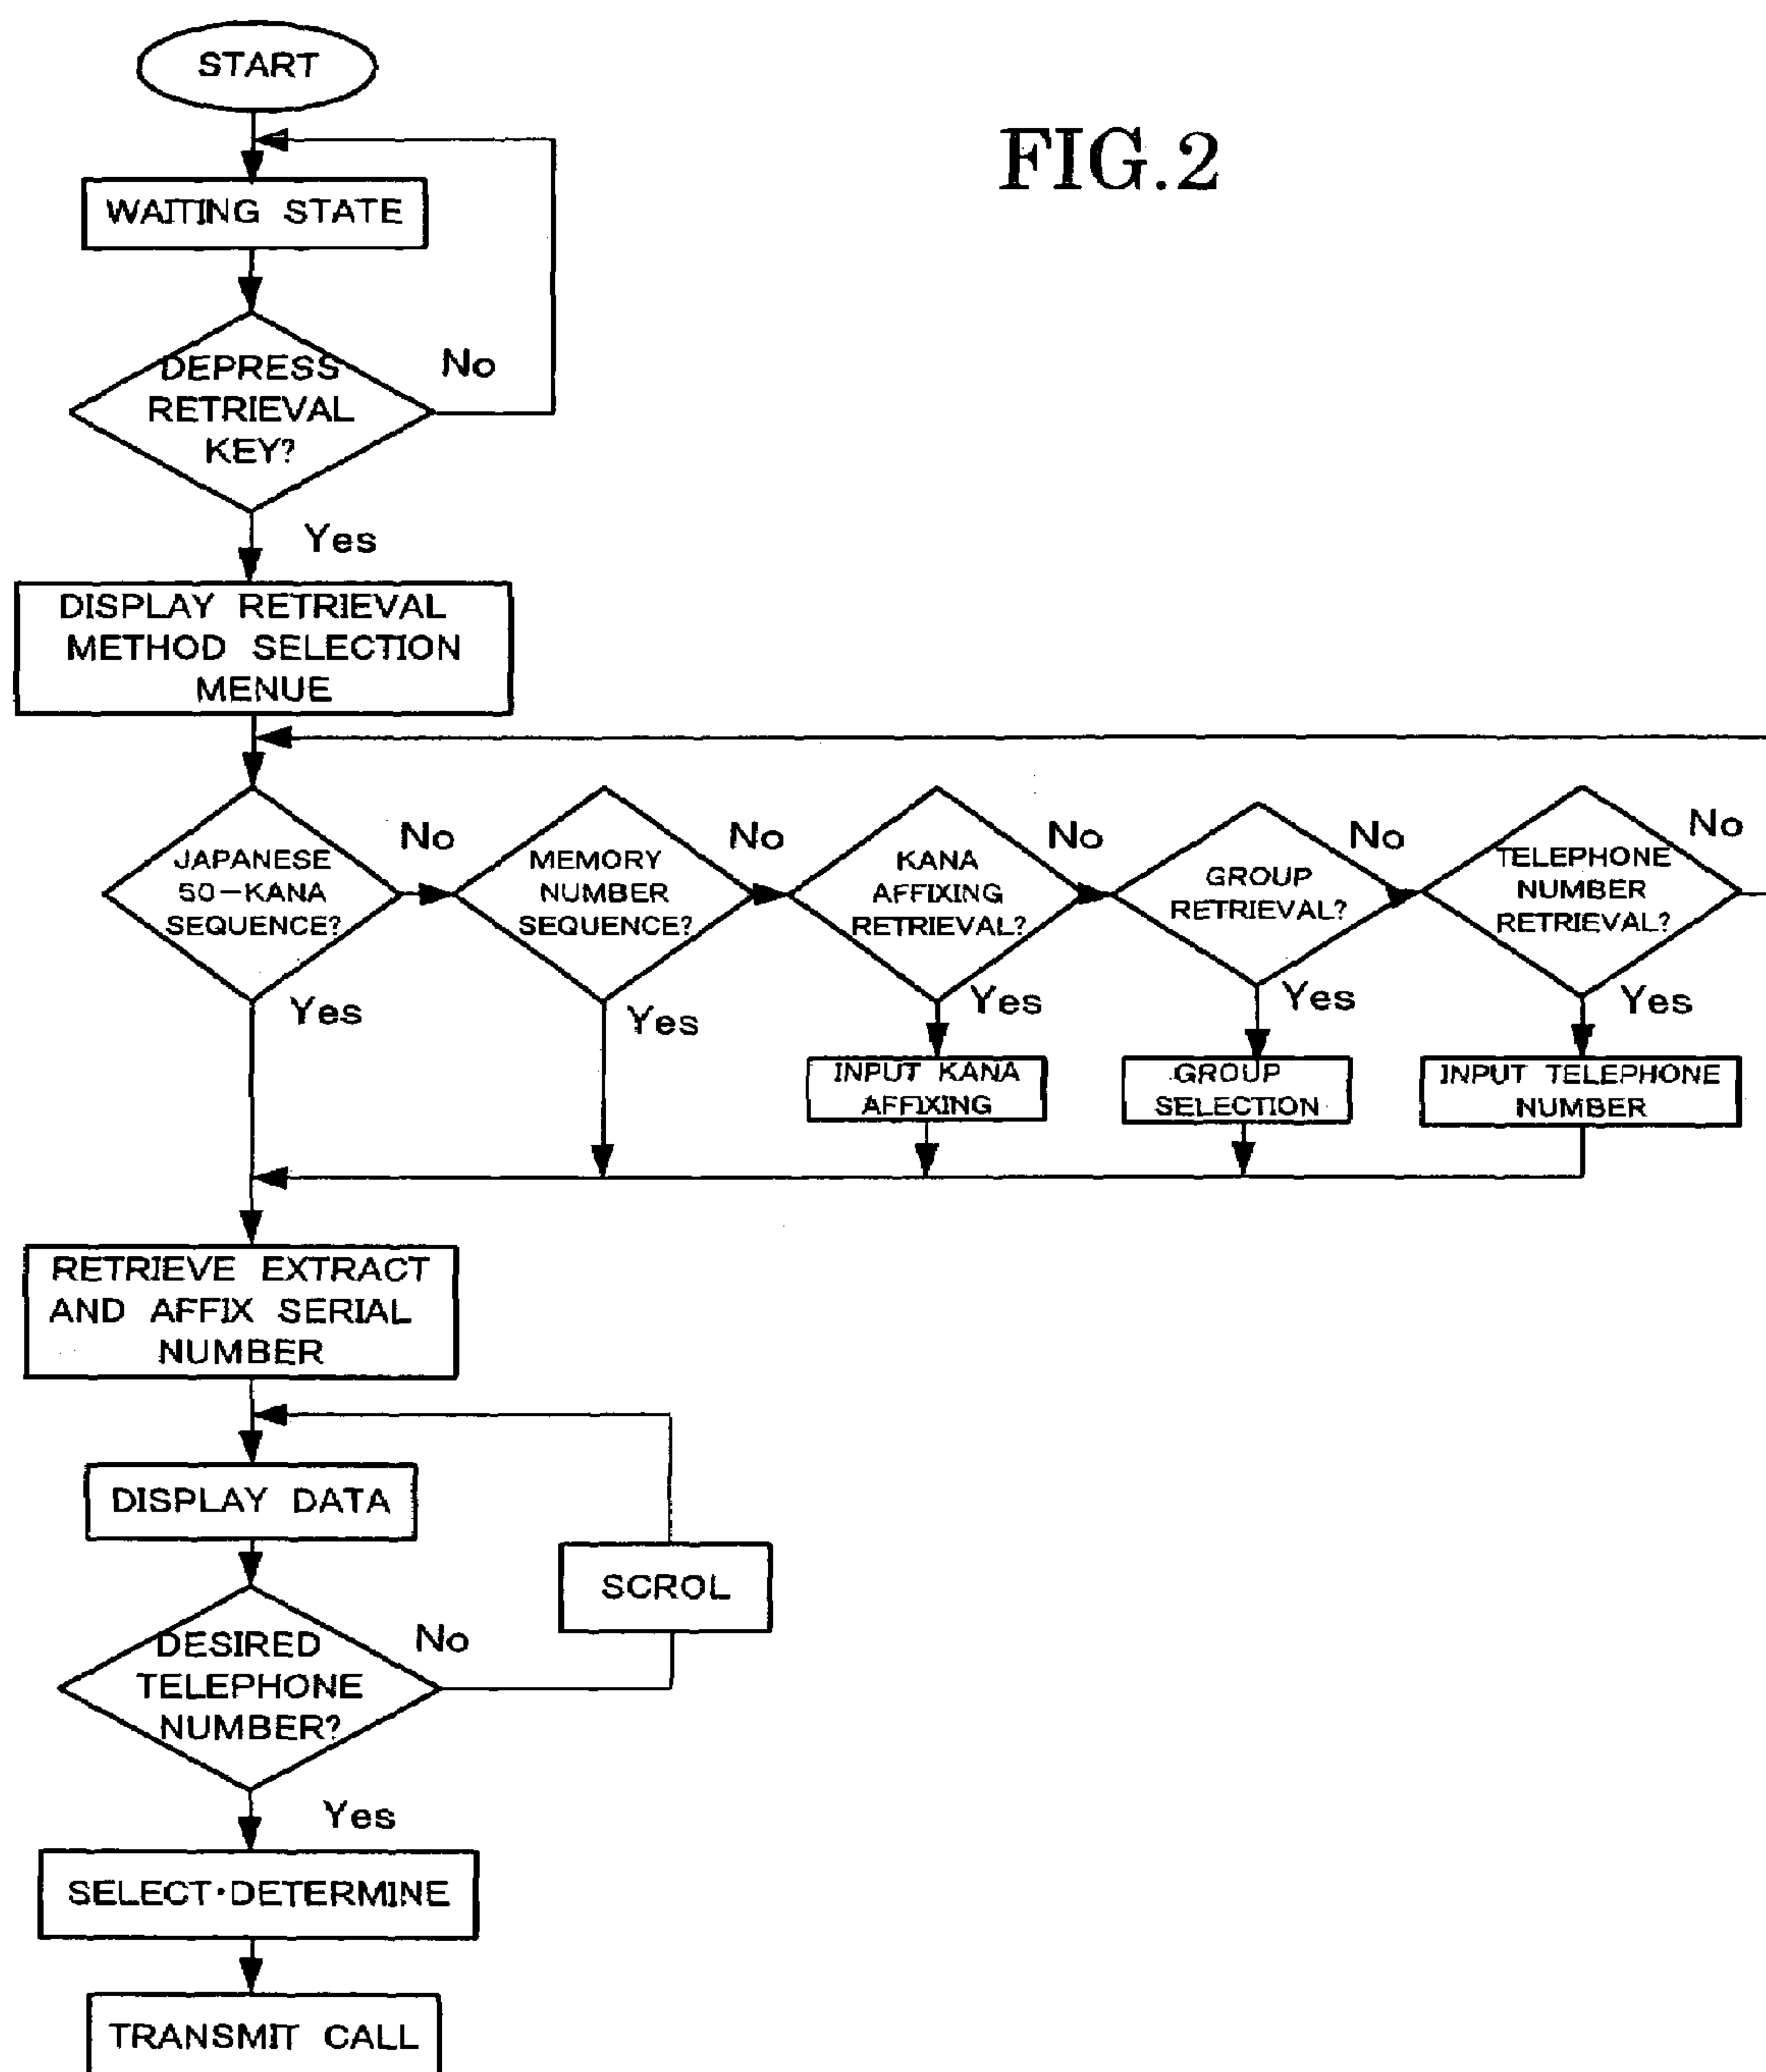 START
FIG.2
WAITING STATE
DEPRESS
RETRIEVAL
KEY?
No
Yes
DISPLAY RETRIEVAL
METHOD SELECTION
MENUE
JAPANESE
50-KANA
SEQUENCE?
No
Yes
MEMORY
NUMBER
SEQUENCE?
No
Yes
KANA
AFFIXING
RETRIEVAL?
No
Yes
GROUP
RETRIEVAL?
No
Yes
TELEPHONE
NUMBER
RETRIEVAL?
No
Yes
INPUT KANA
AFFIXING
GROUP
SELECTION
INPUT TELEPHONE
NUMBER
RETRIEVE EXTRACT
AND AFFIX SERIAL
NUMBER
DISPLAY DATA
SCROL
DESIRED
TELEPHONE
NUMBER?
No
Yes
SELECT·DETERMINE
TRANSMIT CALL